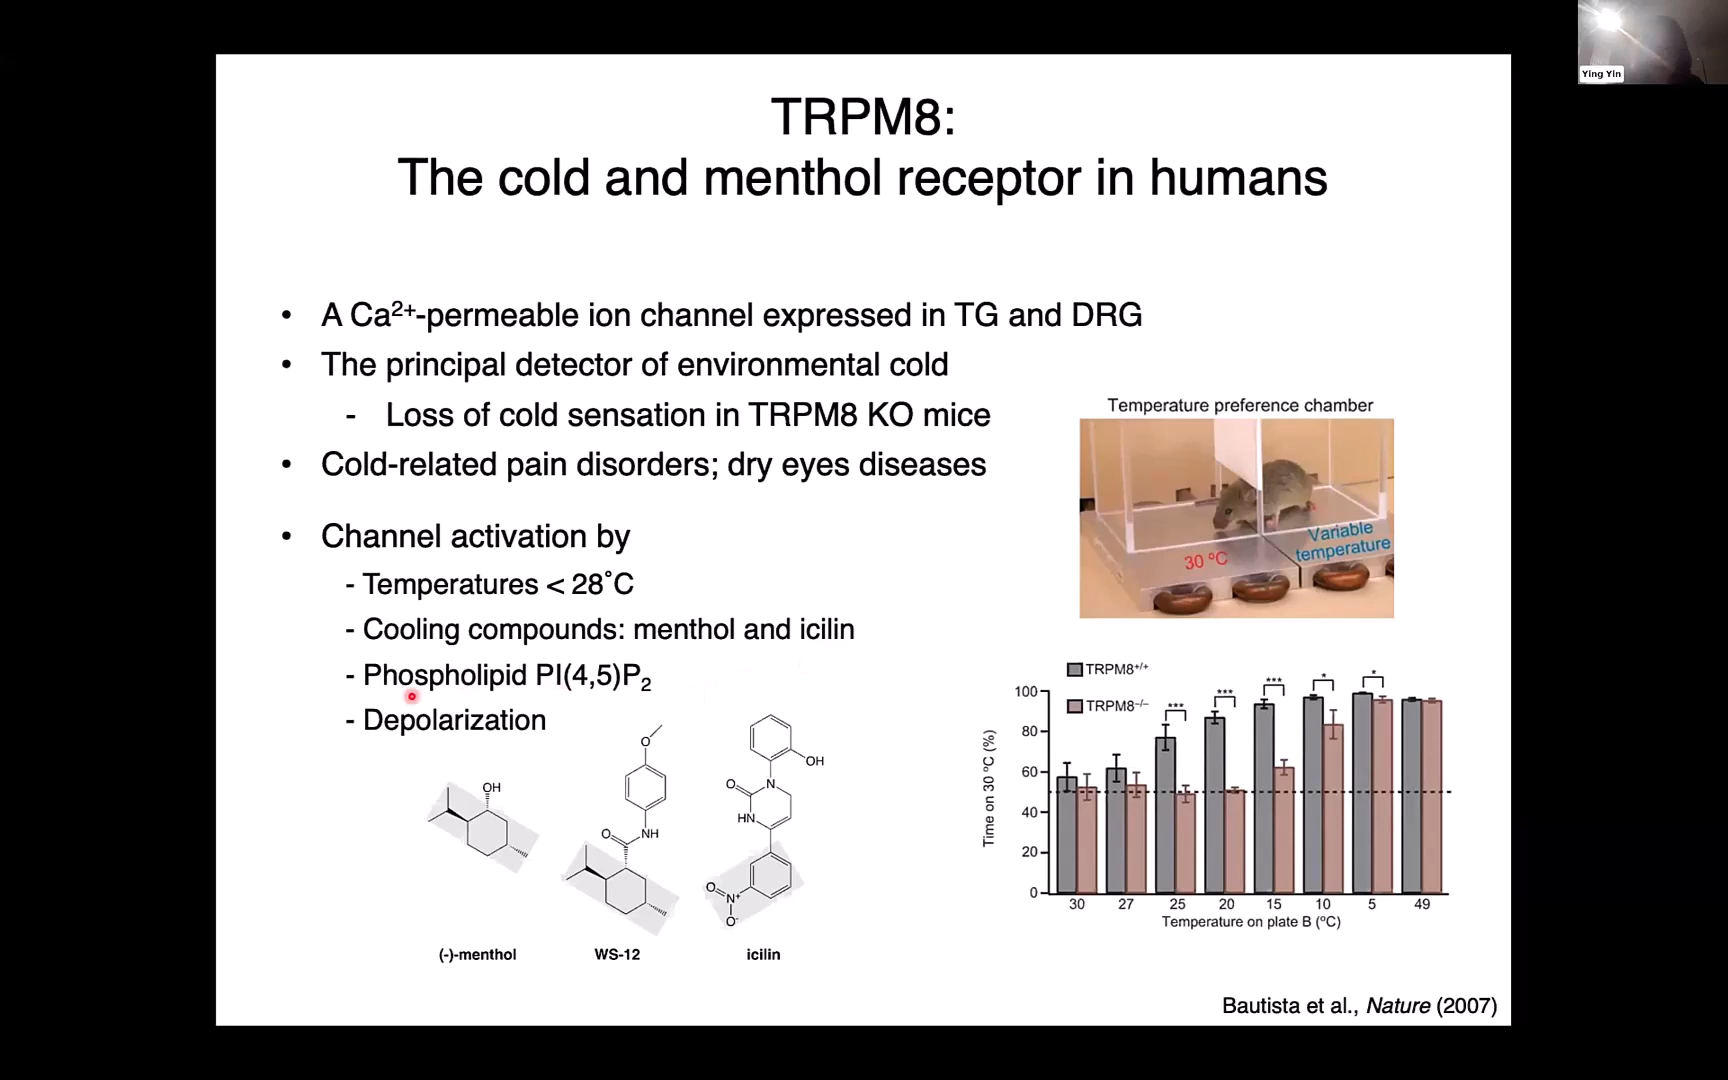 Ying Yin
TRPM8:
The cold and menthol receptor in humans
• A Ca2+-permeable ion channel expressed in TG and DRG
• The principal detector of environmental cold
- Loss of cold sensation in TRPM8 KO mice
• Cold-related pain disorders; dry eyes diseases
• Channel activation by
- Temperatures < 28˚C
- Cooling compounds: menthol and icilin
- Phospholipid PI(4,5)P2
- Depolarization
OH
O
O
NH
OH
O
N
HN
O
N+
O-
(-)-menthol
WS-12
icilin
Temperature preference chamber
30 ºC
Variable
temperature
TRPM8+/+
TRPM8−/−
*** *** *** * *
Time on 30 ºC (%)
100
80
60
40
20
0
30 27 25 20 15 10 5 49
Temperature on plate B (ºC)
Bautista et al., Nature (2007)